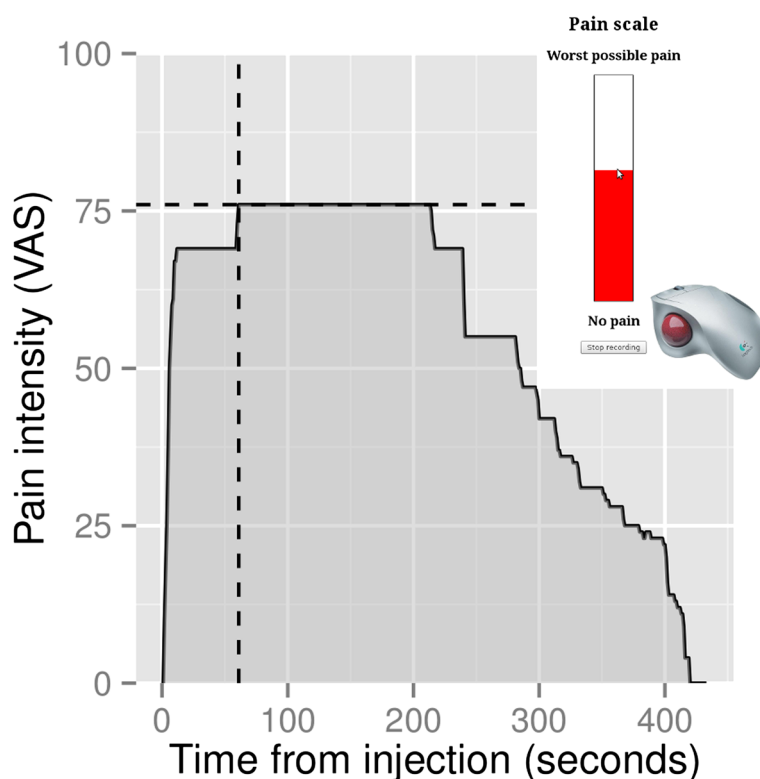 Pain scale
Worst possible pain
No pain
Stop recording
100
75
50
25
0
Pain intensity (VAS)
0 100 200 300 400
Time from injection (seconds)